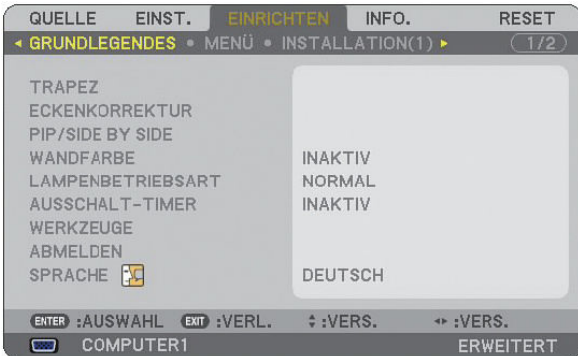 QUELLE EINST. EINRICHTEN INFO. RESET
GRUNDLEGENDES • MENÜ • INSTALLATION(1) 1/2
TRAPEZ
ECKENKORREKTUR
PIP/SIDE BY SIDE
WANDFARBE INAKTIV
LAMPENBETRIEBSART NORMAL
AUSSCHALT-TIMER INAKTIV
WERKZEUGE
ABMELDEN
SPRACHE DEUTSCH
ENTER :AUSWAHL EXIT :VERL. :VERS. :VERS.
COMPUTER1 ERWEITERT